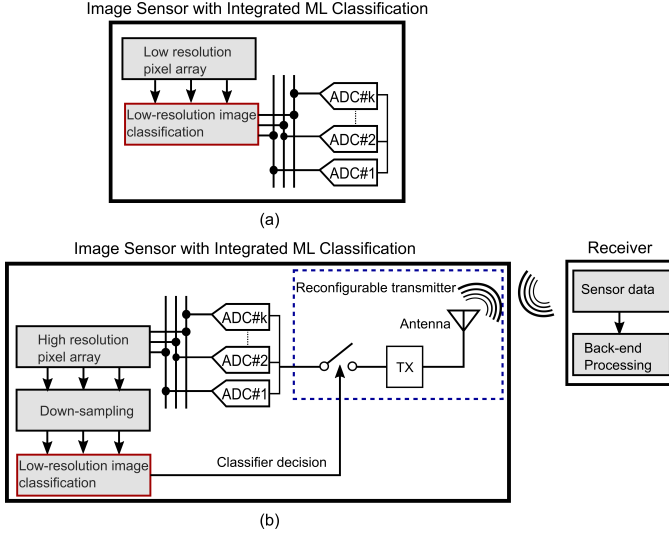 Image Sensor with Integrated ML Classification
Low resolution
pixel array
Low-resolution image
classification
ADC#k
ADC#2
ADC#1
(a)
Image Sensor with Integrated ML Classification
Receiver
Reconfigurable transmitter
Sensor data
ADC#k
Antenna
High resolution
pixel array
ADC#2
TX
Back-end
Processing
ADC#1
Down-sampling
Low-resolution image
classification
Classifier decision
(b)